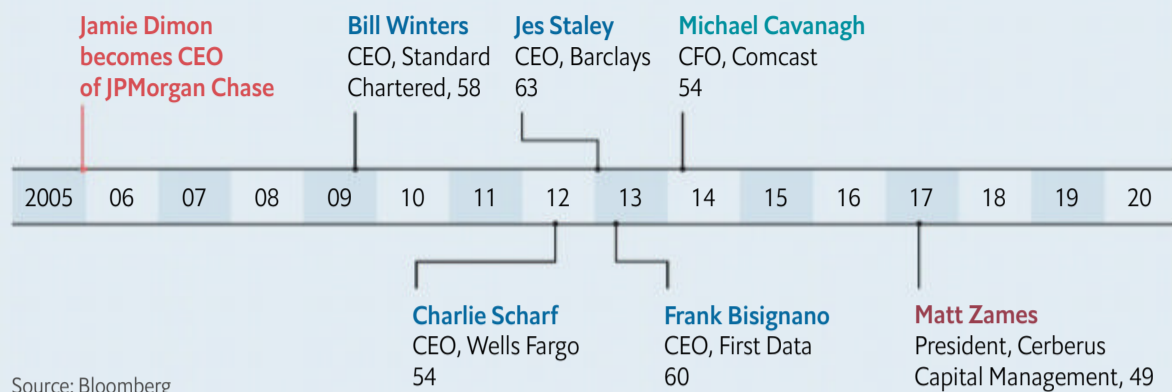 Jamie Dimon
becomes CEO
of JPMorgan Chase
Bill Winters
CEO, Standard
Chartered, 58
Jes Staley
CEO, Barclays
63
Michael Cavanagh
CFO, Comcast
54
2005 06 07 08 09 10 11 12 13 14 15 16 17 18 19 20
Charlie Scharf
CEO, Wells Fargo
54
Frank Bisignano
CEO, First Data
60
Matt Zames
President, Cerberus
Capital Management, 49
Source: Bloomberg